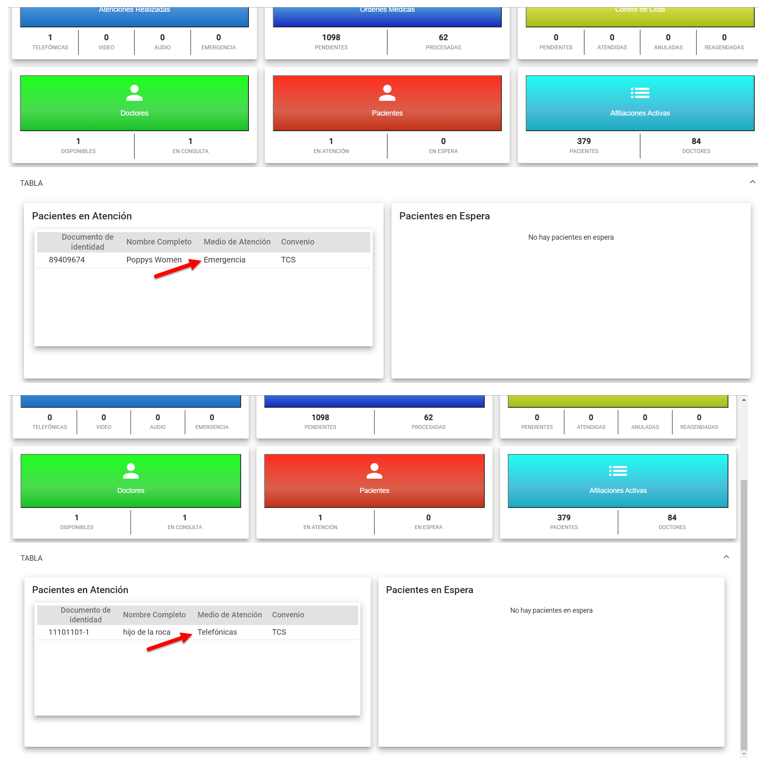 Atenciones Realizadas
Órdenes Médicas
Control de Citas
1 0 0 0
TELEFÓNICAS VIDEO AUDIO EMERGENCIA
1098 62
PENDIENTES PROCESADAS
0 0 0 0
PENDIENTES ATENDIDAS ANULADAS REAGENDADAS
Doctores
1 1
DISPONIBLES EN CONSULTA
Pacientes
1 0
EN ATENCIÓN EN ESPERA
Afiliaciones Activas
379 84
PACIENTES DOCTORES
TABLA
Pacientes en Atención
Documento de identidad Nombre Completo Medio de Atención Convenio
89409674 Poppys Women Emergencia TCS
Pacientes en Espera
No hay pacientes en espera
0 0 0 0
TELEFÓNICAS VIDEO AUDIO EMERGENCIA
1098 62
PENDIENTES PROCESADAS
0 0 0 0
PENDIENTES ATENDIDAS ANULADAS REAGENDADAS
Doctores
1 1
DISPONIBLES EN CONSULTA
Pacientes
1 0
EN ATENCIÓN EN ESPERA
Afiliaciones Activas
379 84
PACIENTES DOCTORES
TABLA
Pacientes en Atención
Documento de identidad Nombre Completo Medio de Atención Convenio
11101101-1 hijo de la roca Telefónicas TCS
Pacientes en Espera
No hay pacientes en espera